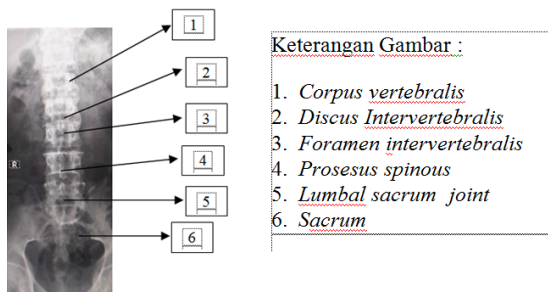 1
2
3
4
5
6
R
Keterangan Gambar :
1. Corpus vertebralis
2. Discus Intervertebralis
3. Foramen intervertebralis
4. Prosesus spinous
5. Lumbal sacrum joint
6. Sacrum